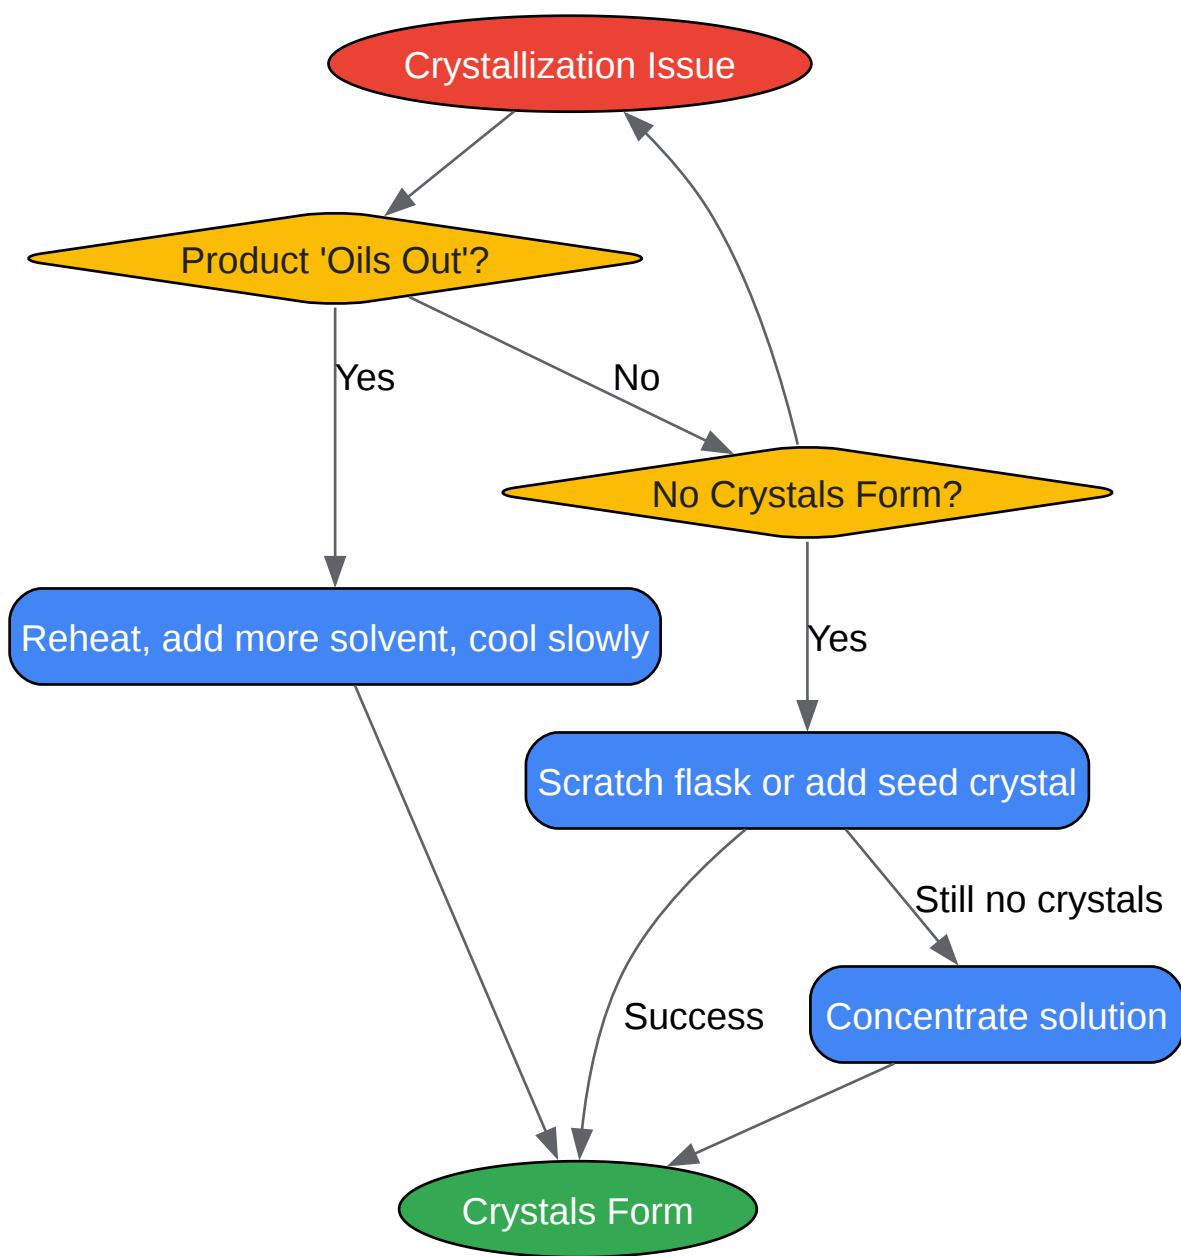 Crystallization Issue
Product 'Oils Out'?
Yes
No
No Crystals Form?
Reheat, add more solvent, cool slowly
Yes
Scratch flask or add seed crystal
Still no crystals
Success
Concentrate solution
Crystals Form